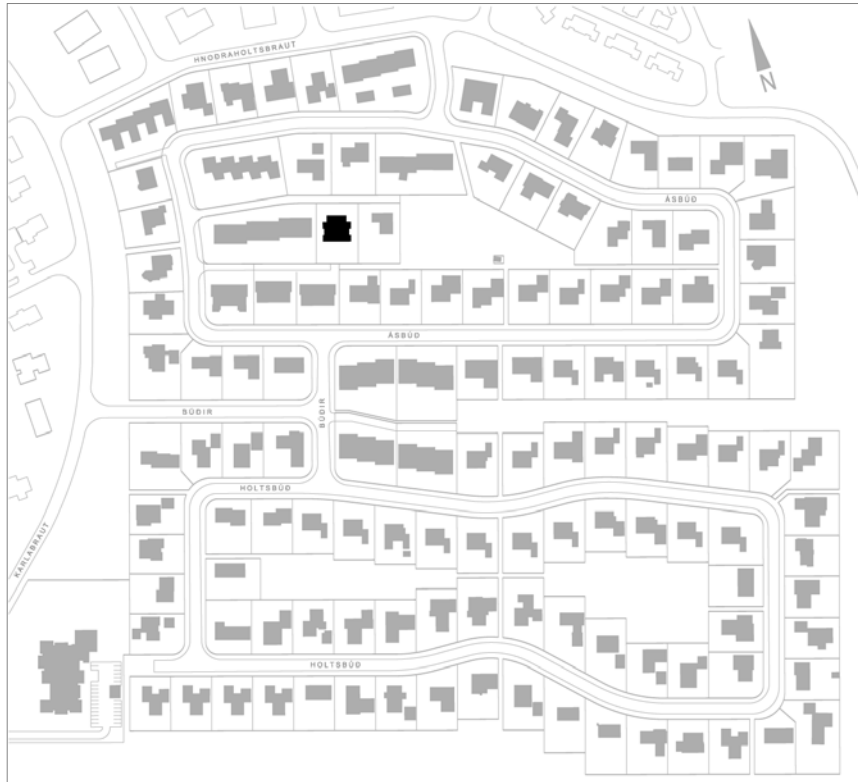 HNOÐRAHOLTSBRAUT
N
ÁSBÚÐ
ÁSBÚÐ
BÚÐIR
BÚÐIR
HOLTSBÚÐ
KARLABRAUT
HOLTSBÚÐ